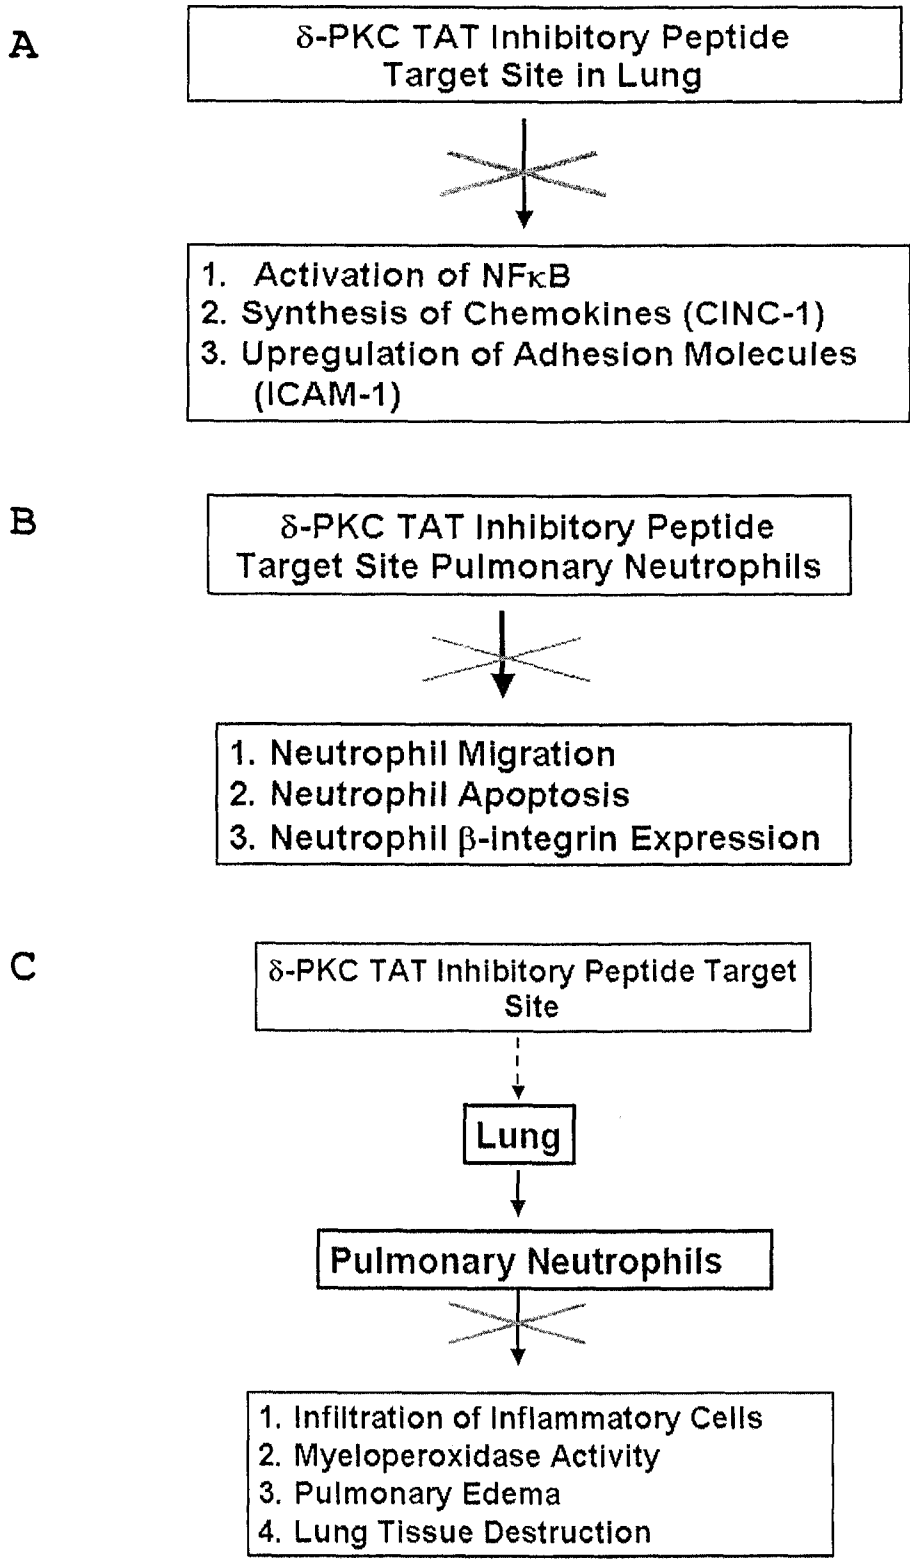 A
δ-PKC TAT Inhibitory Peptide
Target Site in Lung
1. Activation of NFκB
2. Synthesis of Chemokines (CINC-1)
3. Upregulation of Adhesion Molecules
(ICAM-1)
B
δ-PKC TAT Inhibitory Peptide
Target Site Pulmonary Neutrophils
1. Neutrophil Migration
2. Neutrophil Apoptosis
3. Neutrophil β-integrin Expression
C
δ-PKC TAT Inhibitory Peptide Target
Site
Lung
Pulmonary Neutrophils
1. Infiltration of Inflammatory Cells
2. Myeloperoxidase Activity
3. Pulmonary Edema
4. Lung Tissue Destruction